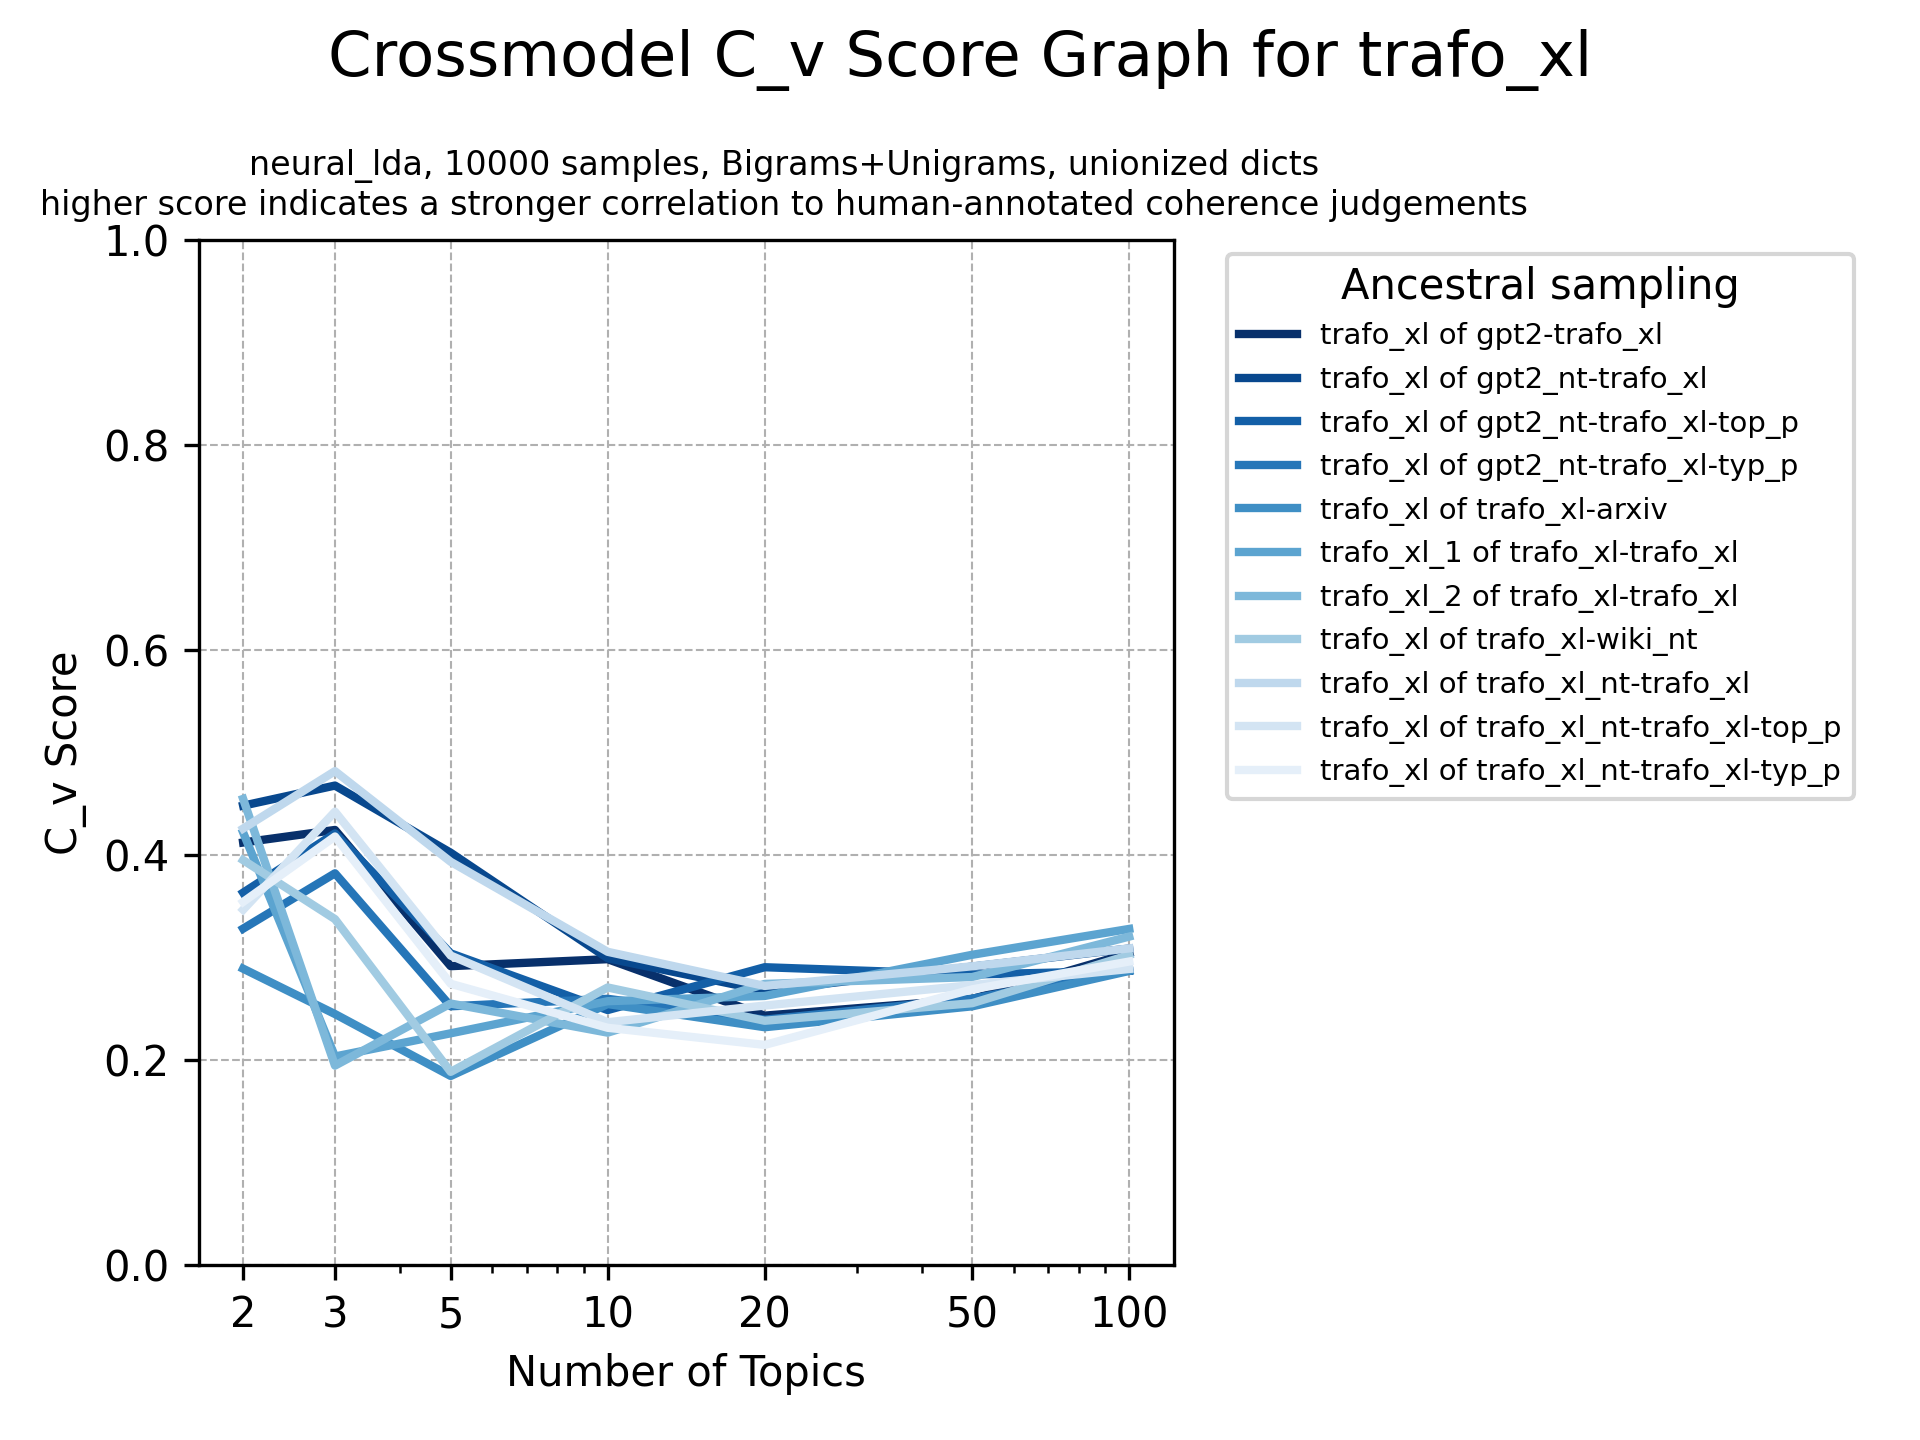 Crossmodel C_v Score Graph for trafo_xl
neural_lda, 10000 samples, Bigrams+Unigrams, unionized dicts
higher score indicates a stronger correlation to human-annotated coherence judgements
1.0
0.8
0.6
0.4
0.2
0.0
C_v Score
2 3 5 10 20 50 100
Number of Topics
Ancestral sampling
trafo_xl of gpt2-trafo_xl
trafo_xl of gpt2_nt-trafo_xl
trafo_xl of gpt2_nt-trafo_xl-top_p
trafo_xl of gpt2_nt-trafo_xl-typ_p
trafo_xl of trafo_xl-arxiv
trafo_xl_1 of trafo_xl-trafo_xl
trafo_xl_2 of trafo_xl-trafo_xl
trafo_xl of trafo_xl-wiki_nt
trafo_xl of trafo_xl_nt-trafo_xl
trafo_xl of trafo_xl_nt-trafo_xl-top_p
trafo_xl of trafo_xl_nt-trafo_xl-typ_p